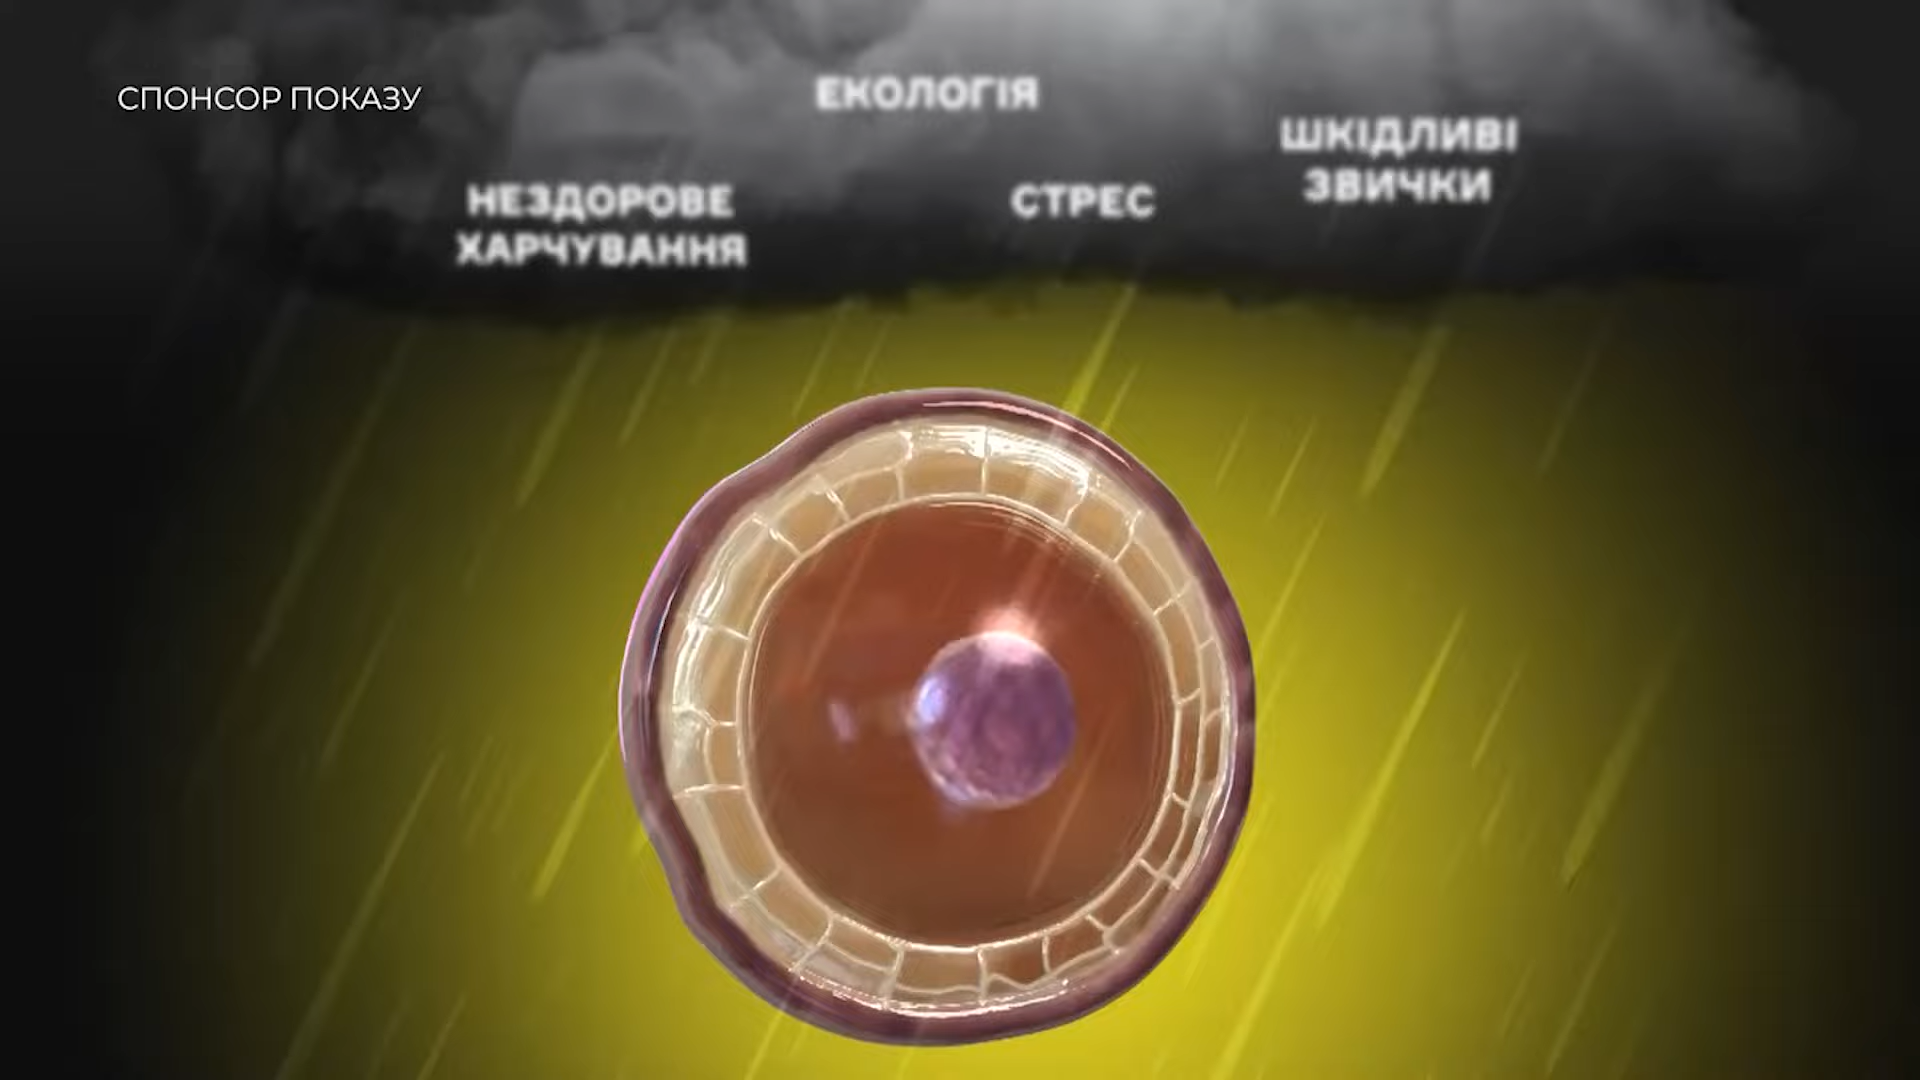 СПОНСОР ПОКАЗУ
ЕКОЛОГІЯ
ШКІДЛИВІ
ЗВИЧКИ
НЕЗДОРОВЕ
ХАРЧУВАННЯ
СТРЕС